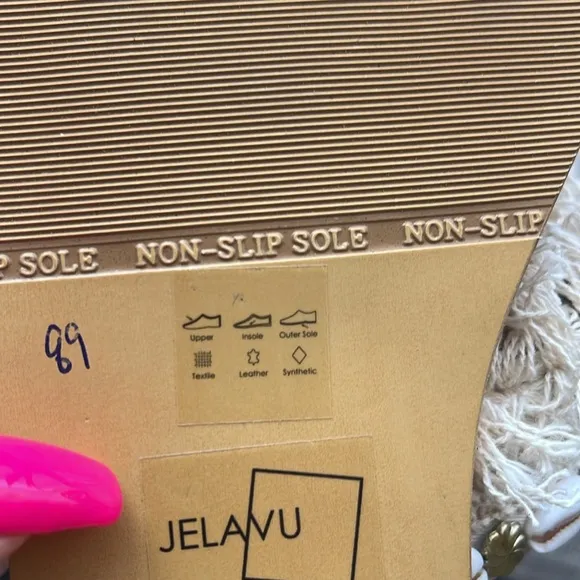 P SOLE NON-SLIP SOLE NON-SLIP
Upper Insole Outer Sole
Textile Leather Synthetic
89
JELAVU